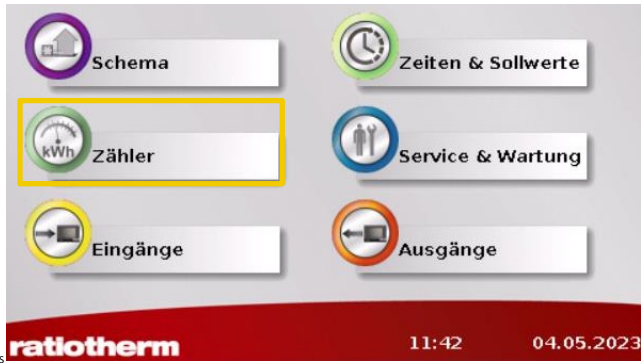 Schema
Zeiten & Sollwerte
kWh
Zähler
Service & Wartung
Eingänge
Ausgänge
s
ratiotherm
11:42
04.05.2023